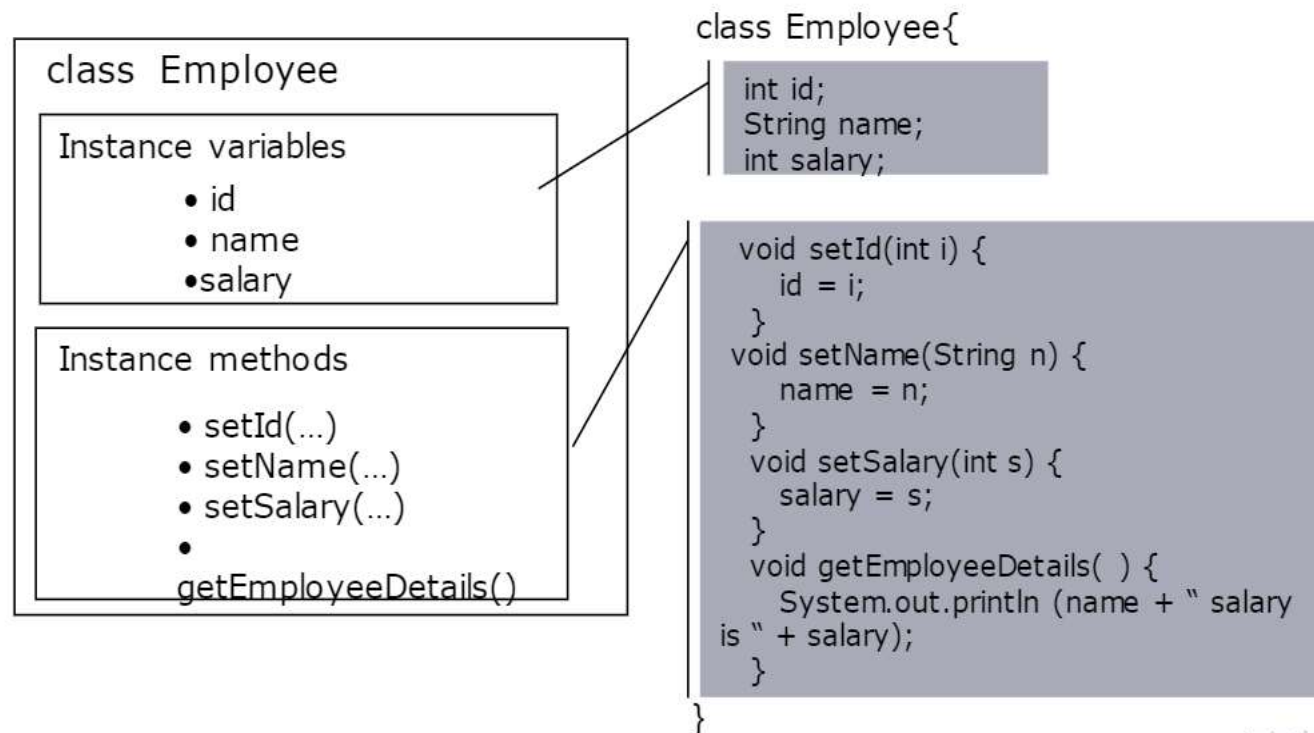 class Employee
Instance variables
• id
• name
•salary
Instance methods
• setId(...)
• setName(...)
• setSalary(...)
•
getEmployeeDetails()
class Employee{
int id;
String name;
int salary;
void setId(int i) {
id = i;
}
void setName(String n) {
name = n;
}
void setSalary(int s) {
salary = s;
}
void getEmployeeDetails( ) {
System.out.println (name + “ salary
is “ + salary);
}
}